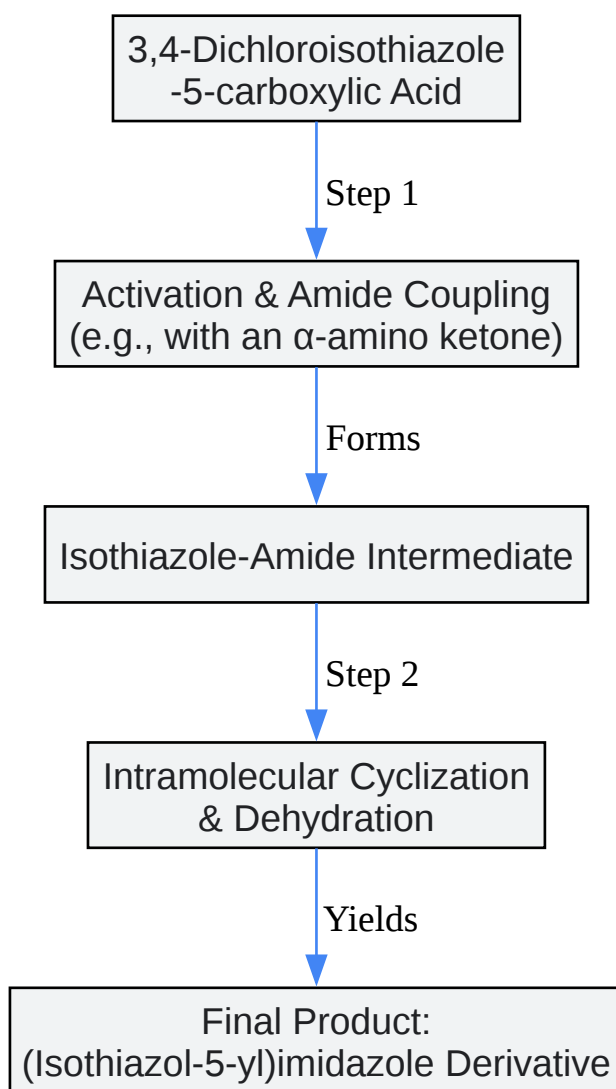 3,4-Dichloroisothiazole
-5-carboxylic Acid
Step 1
Activation & Amide Coupling
(e.g., with an α-amino ketone)
Forms
Isothiazole-Amide Intermediate
Step 2
Intramolecular Cyclization
& Dehydration
Yields
Final Product:
(Isothiazol-5-yl)imidazole Derivative